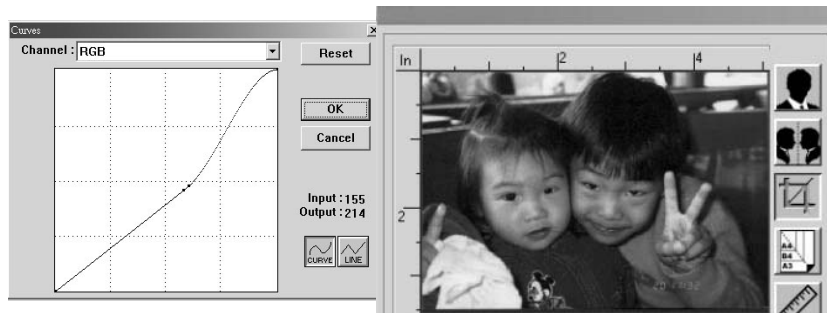 Curves
Channel : RGB
Reset
OK
Cancel
Input : 155
Output : 214
CURVE
LINE
In
2
4
2
A4
B4
A3